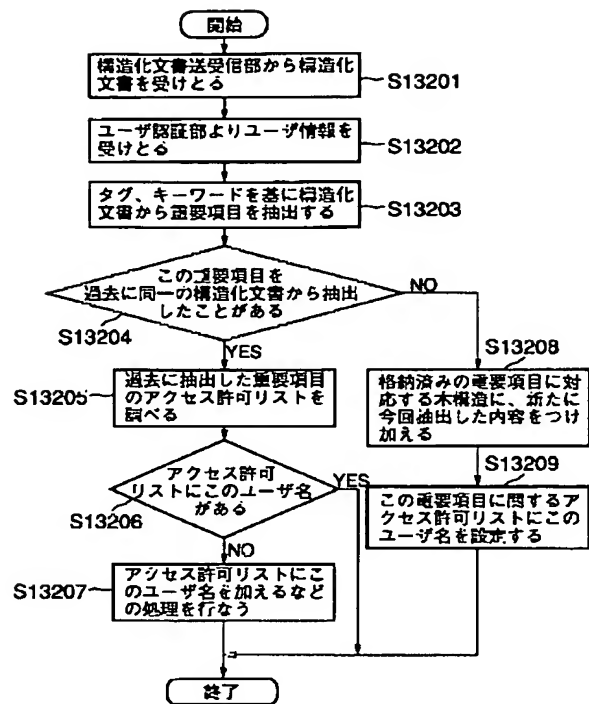 開始
構造化文書送受信部から構造化
文書を受けとる
S13201
ユーザ認証部よりユーザ情報を
受けとる
S13202
タグ、キーワードを基に構造化
文書から重要項目を抽出する
S13203
この重要項目を
過去に同一の構造化文書から抽出
したことがある
NO
S13204
YES
S13208
S13205
過去に抽出した重要項目
のアクセス許可リストを
調べる
格納済みの重要項目に対
応する木構造に、新たに
今回抽出した内容をつけ
加える
S13209
アクセス許可
リストにこのユーザ名
がある
YES
S13206
この重要項目に関するア
クセス許可リストにこの
ユーザ名を設定する
NO
S13207
アクセス許可リストにこ
のユーザ名を加えるなど
の処理を行なう
終了